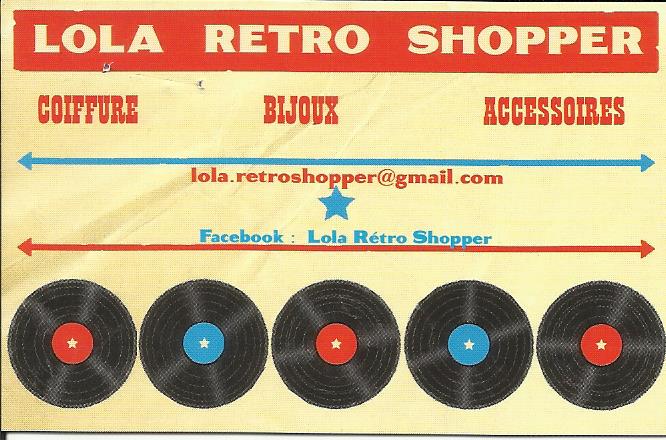 LOLA RETRO SHOPPER
COIFFURE BIJOUX ACCESSOIRES
lola.retroshopper@gmail.com
Facebook : Lola Rétro Shopper